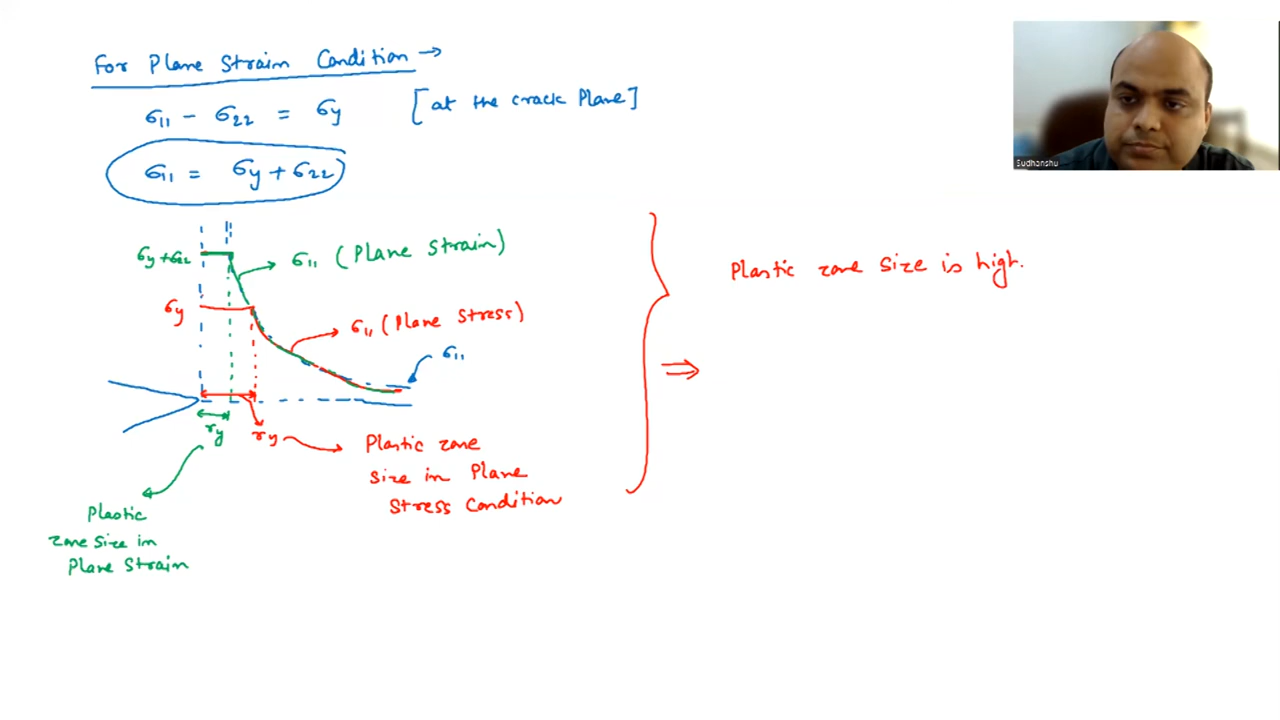 For Plane Strain Condition →
σ11 - σ22 = σy [at the crack Plane]
σ11 = σy + σ22
σy+σ22
σ11 (Plane Strain)
σy
σ11 (Plane Stress)
σ11
ry
ry
Plastic zone
size in Plane
Stress Condition
Plastic
zone size in
Plane Strain
⇒
Plastic zone size is high.
Sudhanshu